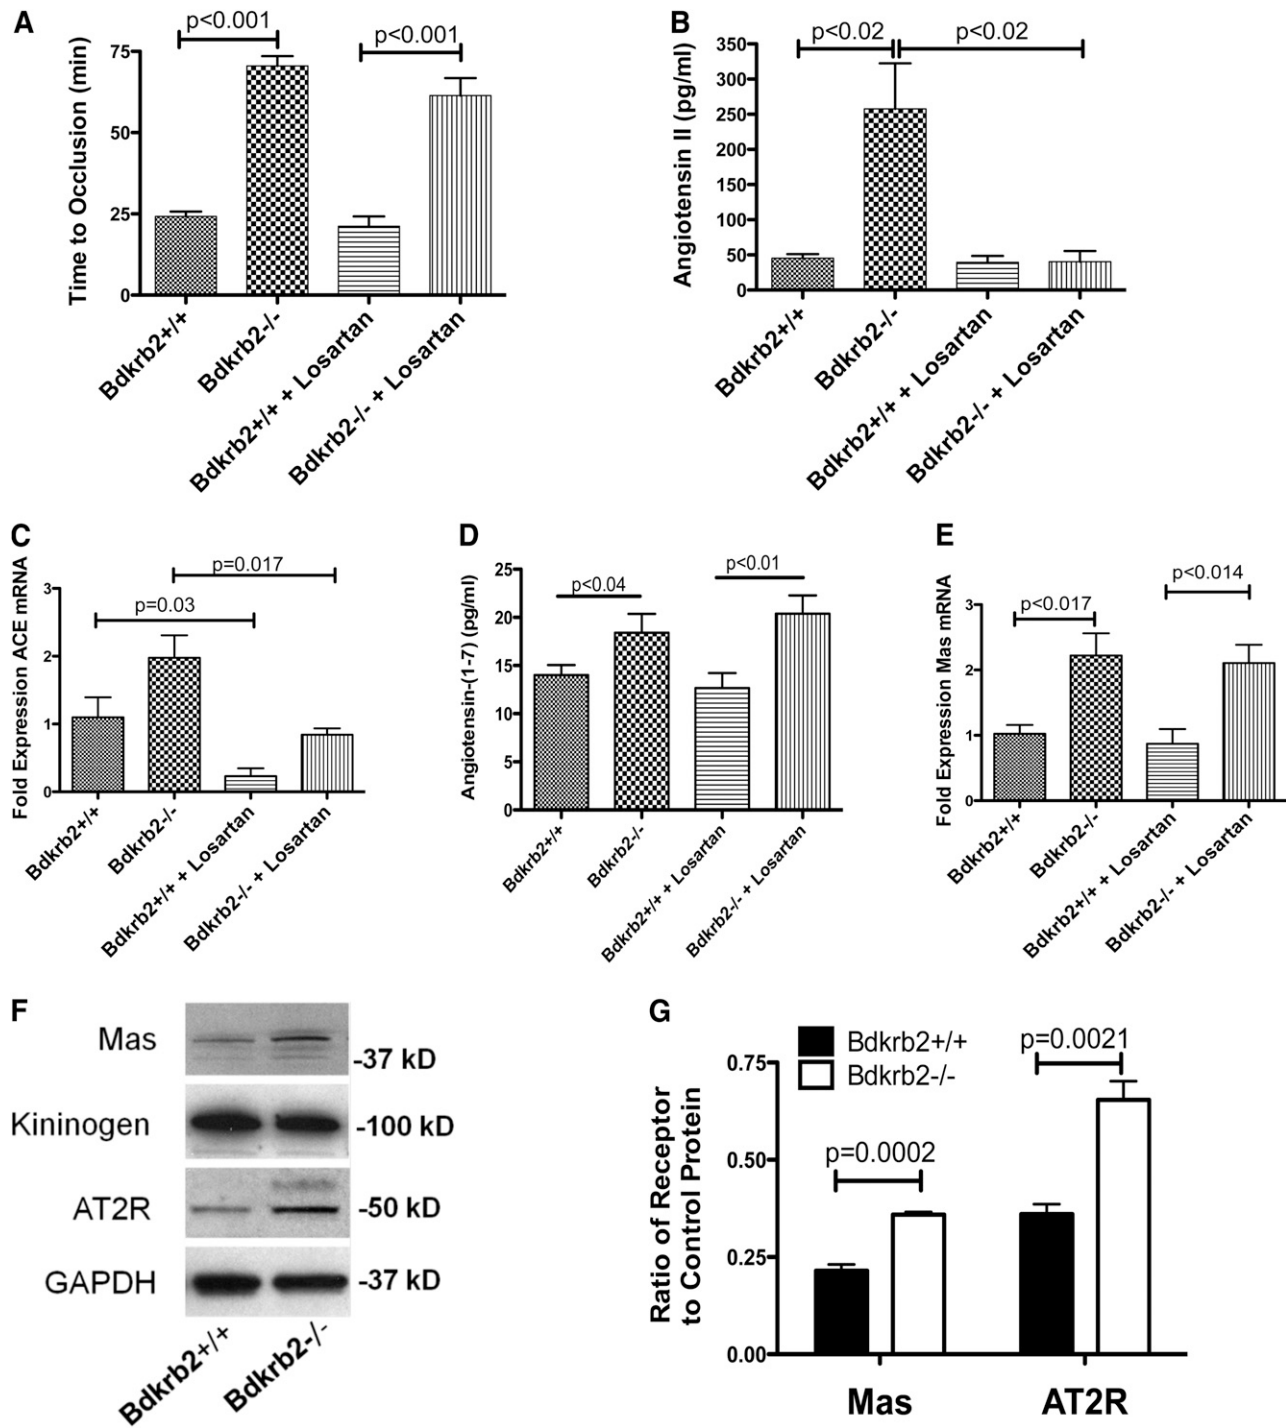 A
p<0.001
p<0.001
Time to Occlusion (min)
75
50
25
0
Bdkrb2+/+
Bdkrb2-/-
Bdkrb2+/+ + Losartan
Bdkrb2-/- + Losartan
B
p<0.02
p<0.02
Angiotensin II (pg/ml)
350
300
250
200
150
100
50
0
Bdkrb2+/+
Bdkrb2-/-
Bdkrb2+/+ + Losartan
Bdkrb2-/- + Losartan
C
p=0.017
p=0.03
Fold Expression ACE mRNA
3
2
1
0
Bdkrb2+/+
Bdkrb2-/-
Bdkrb2+/+ + Losartan
Bdkrb2-/- + Losartan
D
p<0.04
p<0.01
Angiotensin-(1-7) (pg/ml)
25
20
15
10
5
0
Bdkrb2+/+
Bdkrb2-/-
Bdkrb2+/+ + Losartan
Bdkrb2-/- + Losartan
E
p<0.017
p<0.014
Fold Expression Mas mRNA
3
2
1
0
Bdkrb2+/+
Bdkrb2-/-
Bdkrb2+/+ + Losartan
Bdkrb2-/- + Losartan
F
Mas
-37 kD
Kininogen
-100 kD
AT2R
-50 kD
GAPDH
-37 kD
Bdkrb2+/+
Bdkrb2-/-
G
Bdkrb2+/+
Bdkrb2-/-
p=0.0002
p=0.0021
Ratio of Receptor
to Control Protein
0.75
0.50
0.25
0.00
Mas
AT2R